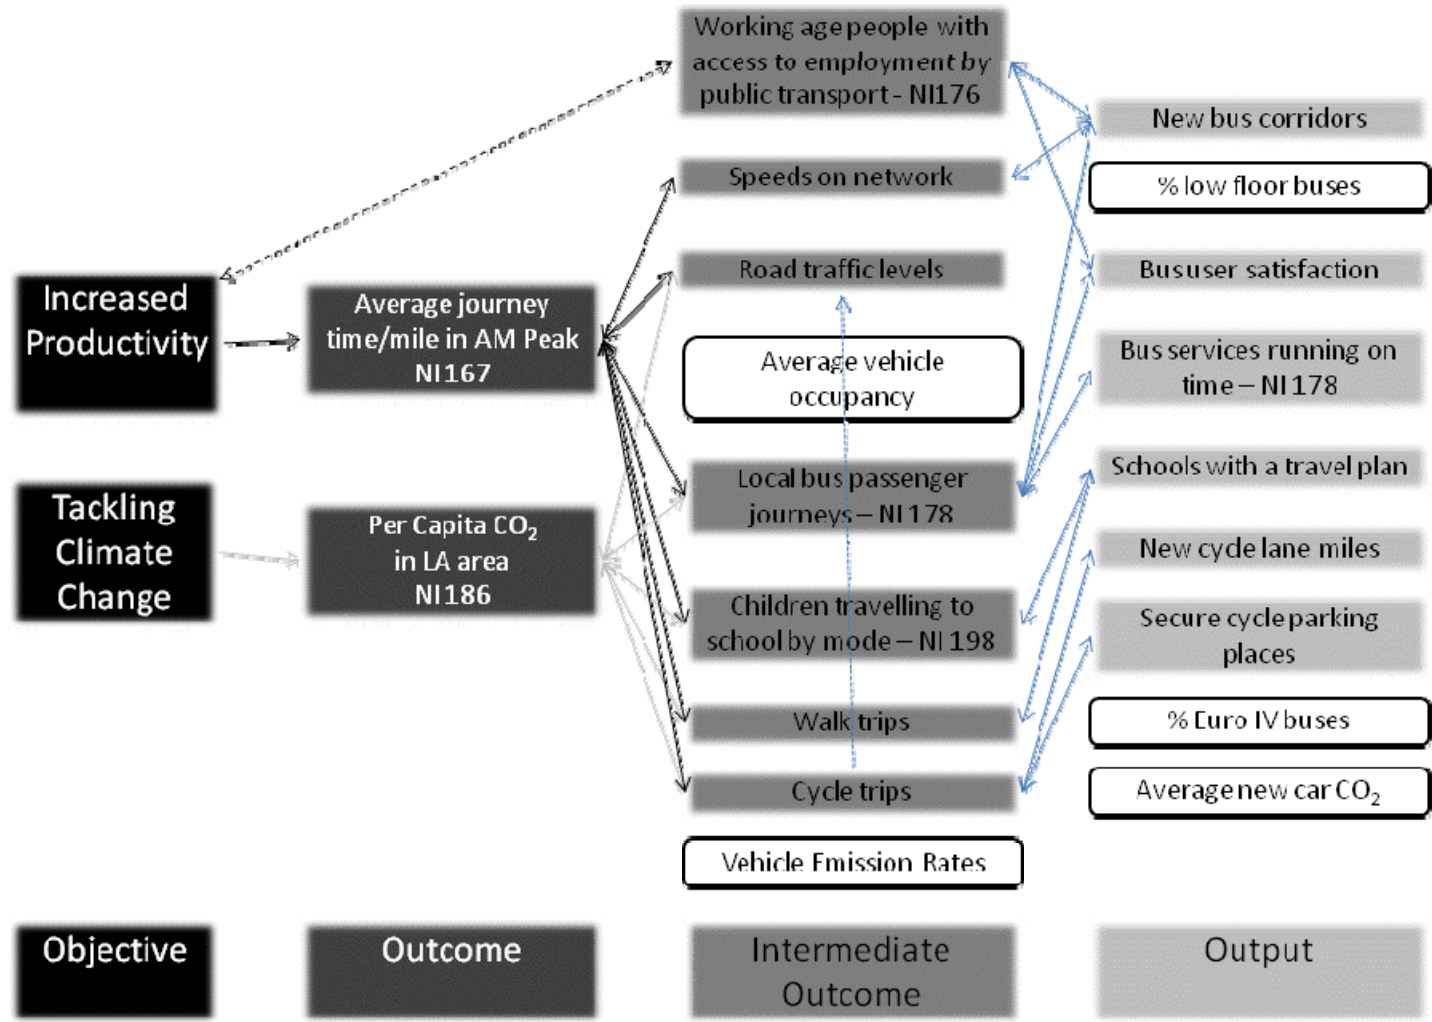 Working age people with
access to employment by
public transport - NI176
New bus corridors
Speeds on network
% low floor buses
Road traffic levels
Bus user satisfaction
Increased
Productivity
Average journey
time/mile in AM Peak
NI167
Average vehicle
occupancy
Bus services running on
time – NI 178
Tackling
Climate
Change
Per Capita CO₂
in LA area
NI186
Local bus passenger
journeys – NI 178
Schools with a travel plan
New cycle lane miles
Children travelling to
school by mode – NI 198
Secure cycle parking
places
Walk trips
% Euro IV buses
Cycle trips
Average new car CO₂
Vehicle Emission Rates
Objective
Outcome
Intermediate
Outcome
Output